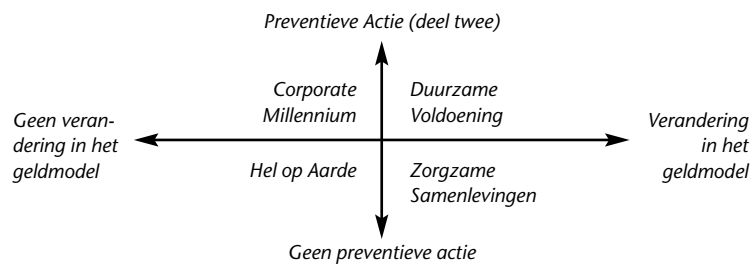 Preventieve Actie (deel twee)
Corporate
Millennium
Duurzame
Voldoening
Geen veran-
dering in het
geldmodel
Verandering
in het
geldmodel
Hel op Aarde
Zorgzame
Samenlevingen
Geen preventieve actie